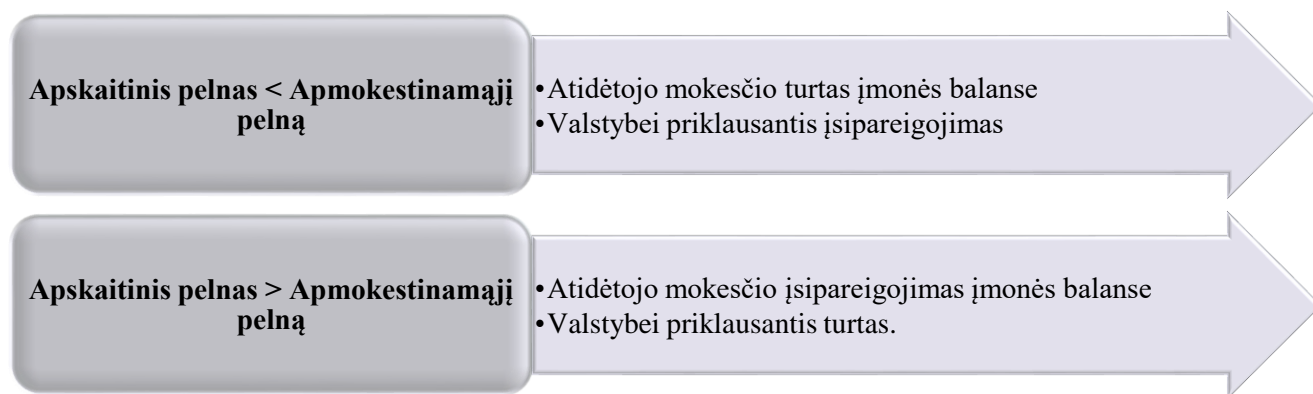 Apskaitinis pelnas < Apmokestinamąjį
pelną
•Atidėtojo mokesčio turtas įmonės balanse
•Valstybei priklausantis įsipareigojimas
Apskaitinis pelnas > Apmokestinamąjį
pelną
•Atidėtojo mokesčio įsipareigojimas įmonės balanse
•Valstybei priklausantis turtas.